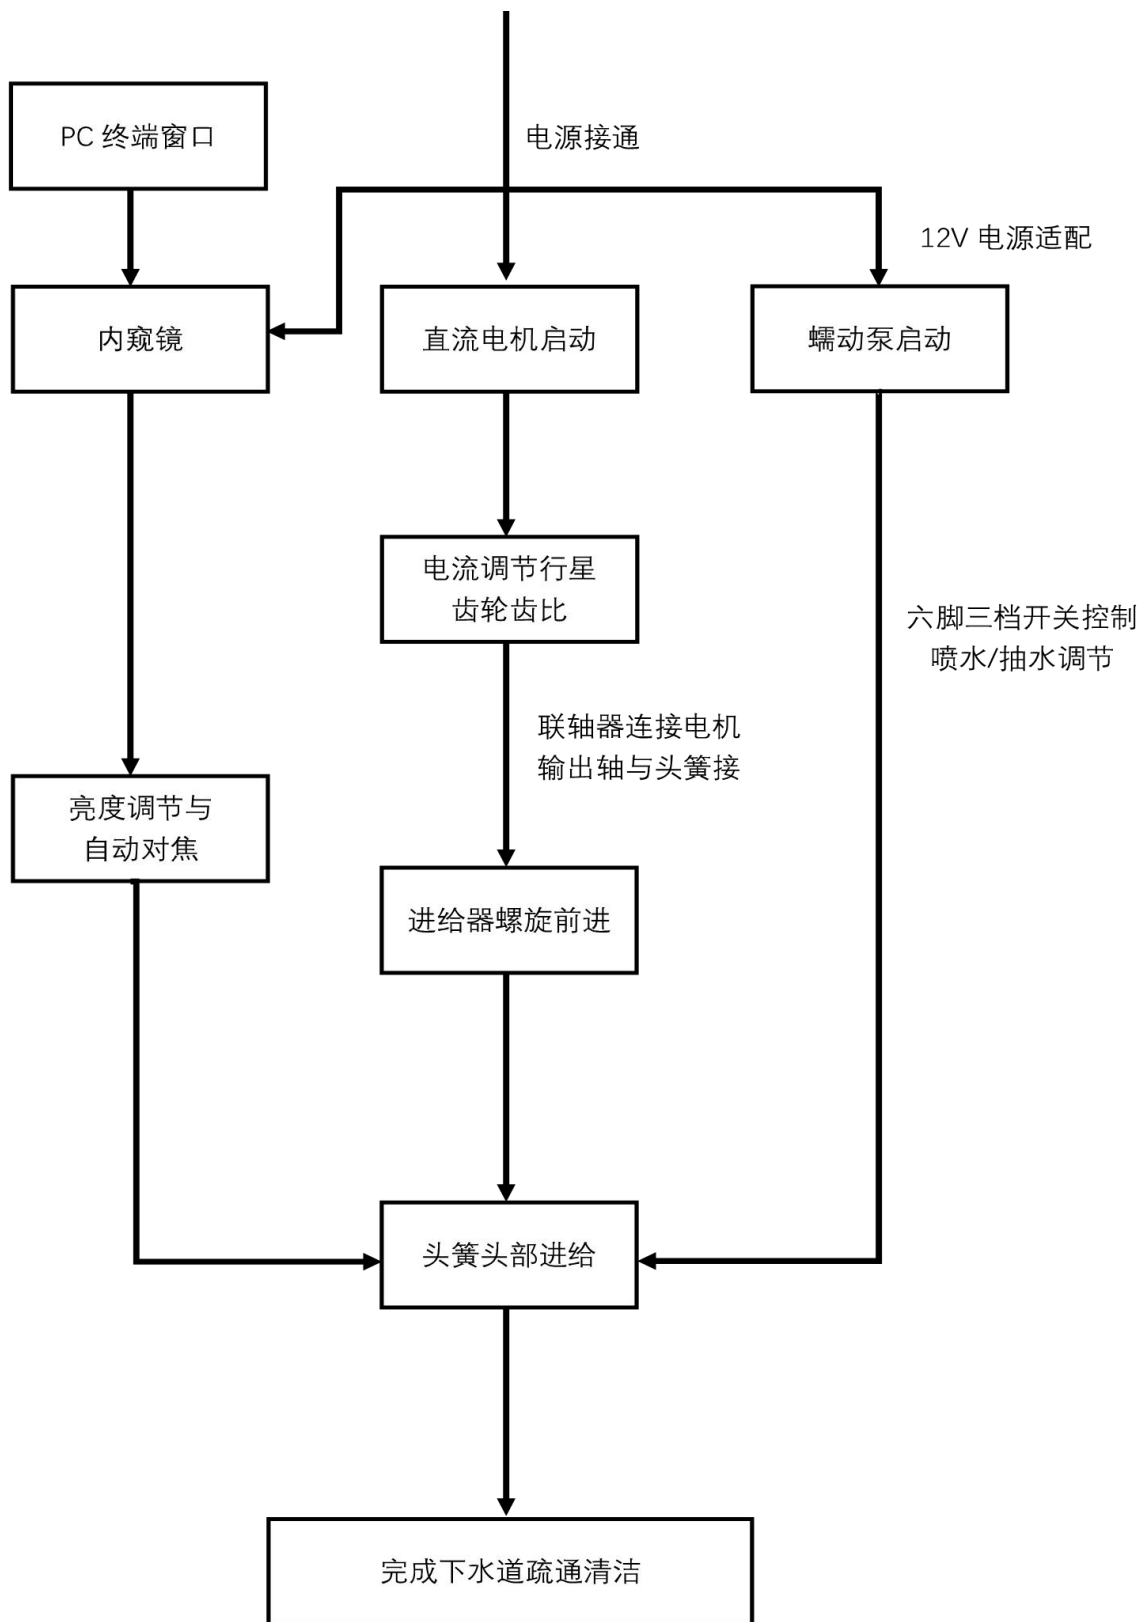 电源接通
PC 终端窗口
12V 电源适配
内窥镜
直流电机启动
蠕动泵启动
电流调节行星
齿轮齿比
六脚三档开关控制
喷水/抽水调节
联轴器连接电机
输出轴与头簧接
亮度调节与
自动对焦
进给器螺旋前进
头簧头部进给
完成下水道疏通清洁